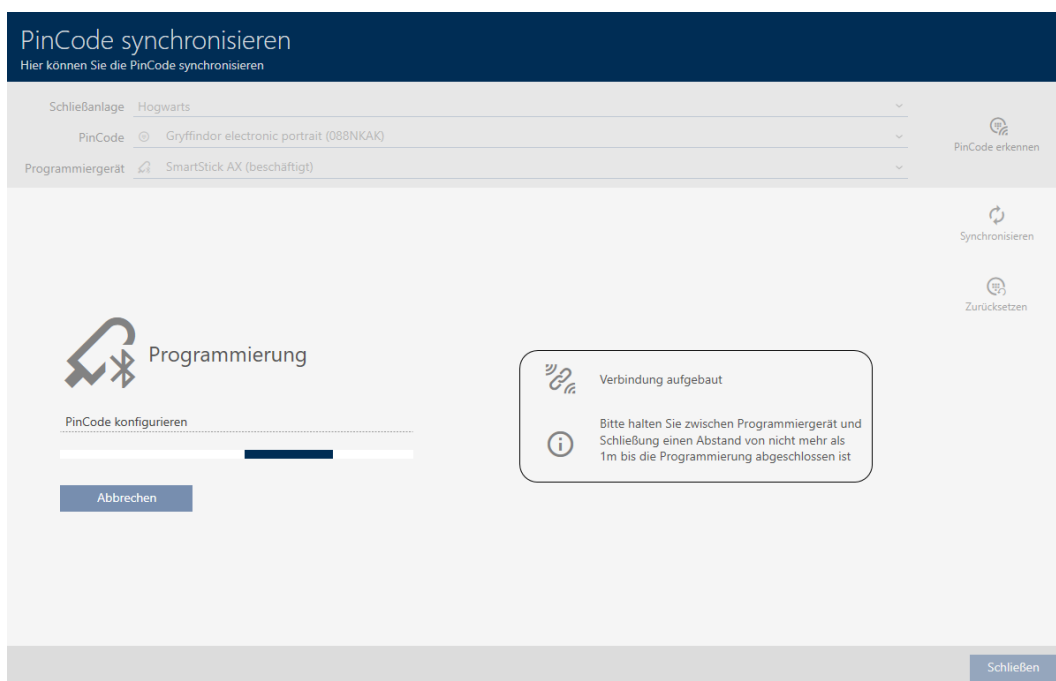 PinCode synchronisieren
Hier können Sie die PinCode synchronisieren
Schließanlage Hogwarts
PinCode Gryffindor electronic portrait (088NKAK)
Programmiergerät SmartStick AX (beschäftigt)
PinCode erkennen
Synchronisieren
Zurücksetzen
Programmierung
PinCode konfigurieren
Abbrechen
Verbindung aufgebaut
Bitte halten Sie zwischen Programmiergerät und
Schließung einen Abstand von nicht mehr als
1m bis die Programmierung abgeschlossen ist
Schließen